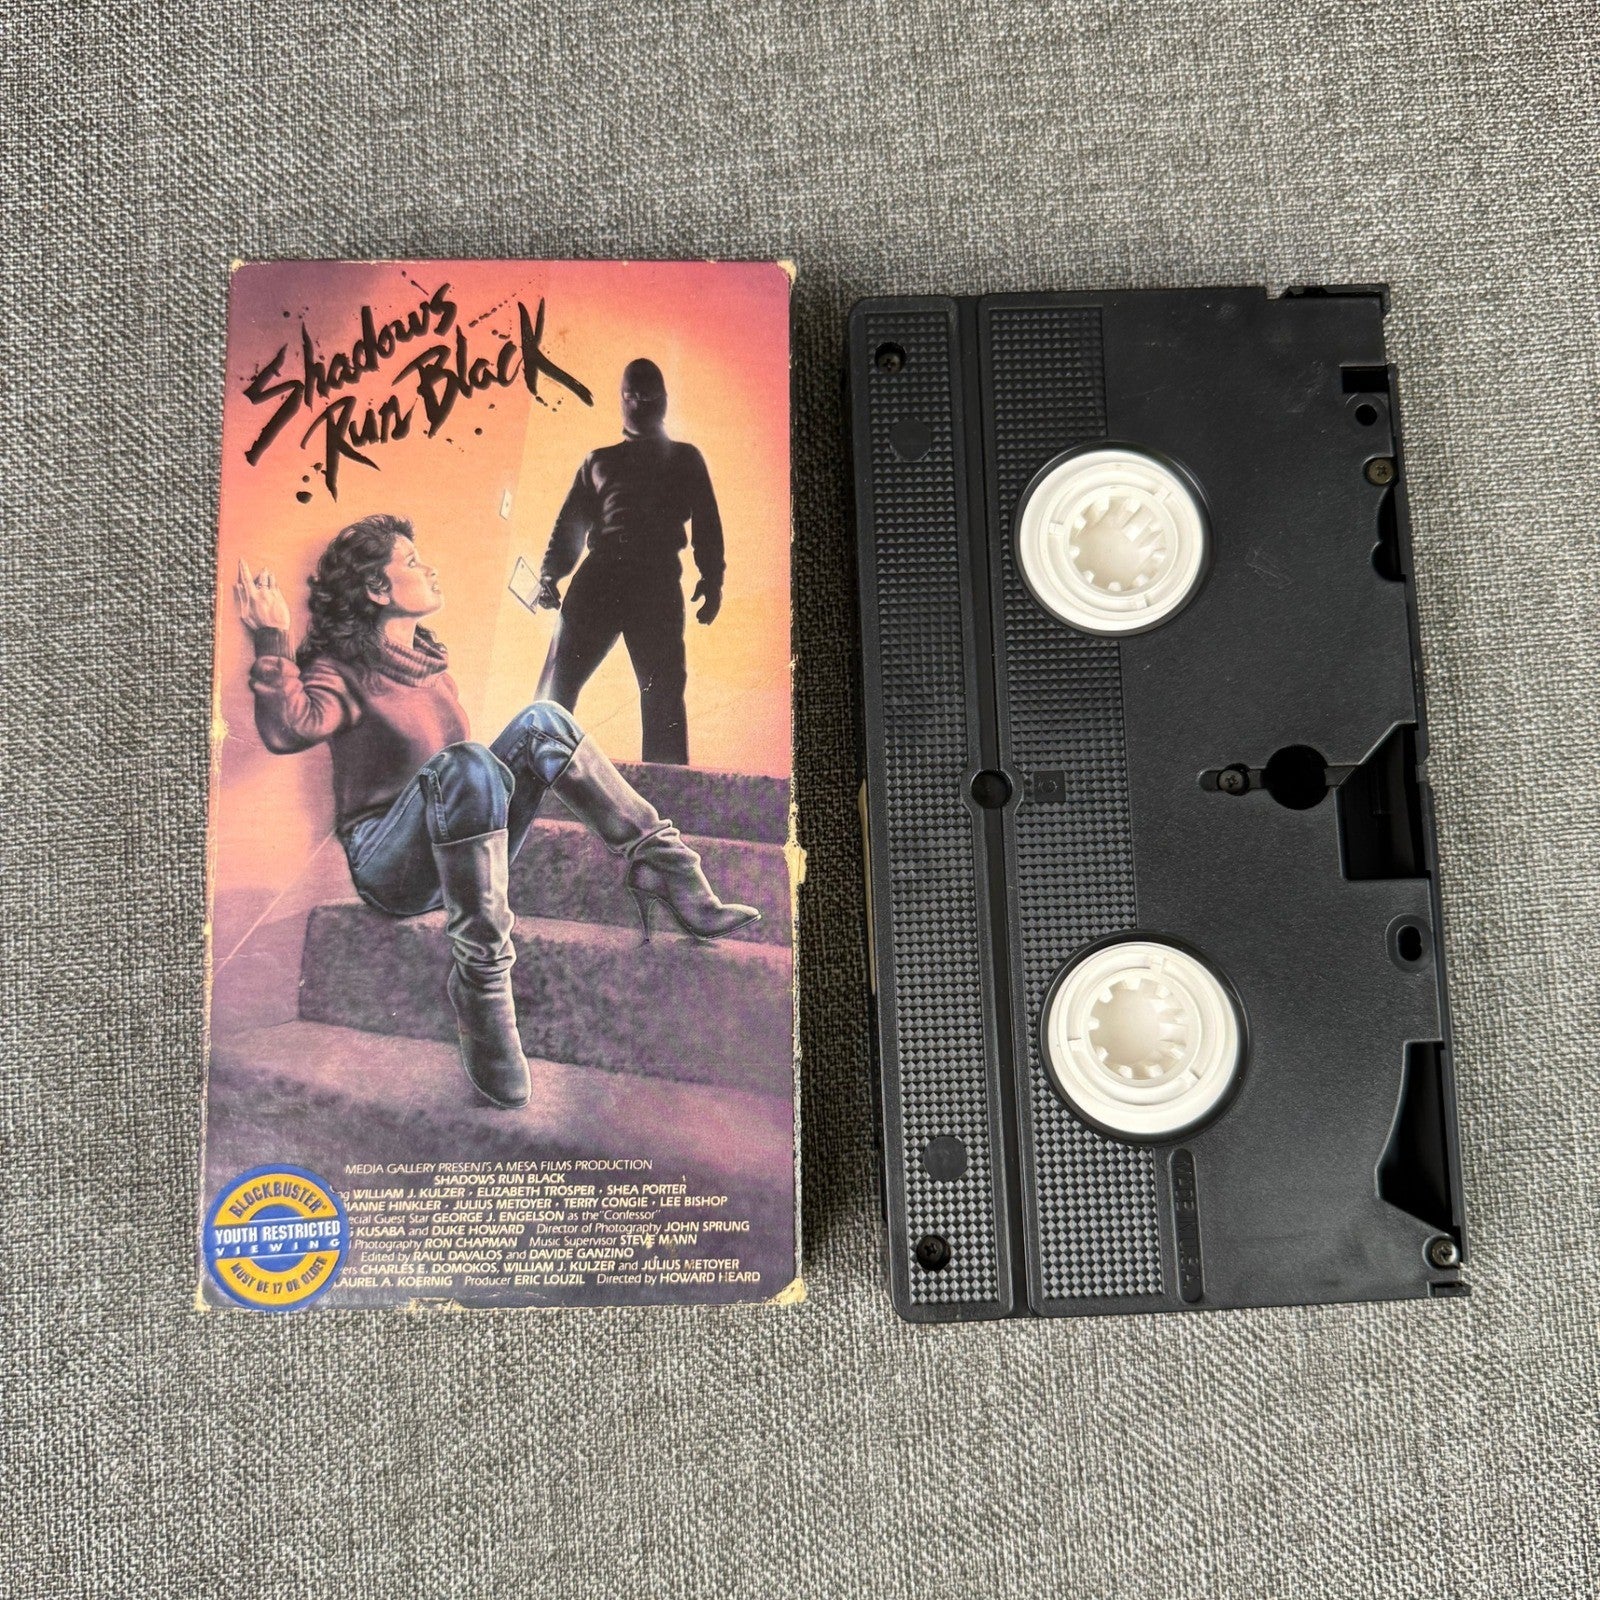 Shadows
Run Black
MEDIA GALLERY PRESENTS A MESA FILMS PRODUCTION
SHADOWS RUN BLACK
WILLIAM J. KULZER • ELIZABETH TROSPER • SHEA PORTER
HINKLER • JULIUS METOYER • TERRY CONGIE • LEE BISHOP
Guest Star GEORGE J. ENGELSON as the "Confessor"
KUSABA and DUKE HOWARD Director of Photography JOHN SPRUNG
Photography RON CHAPMAN Music Supervisor STEVE MANN
Edited by RAUL DAVALOS and DAVIDE GANZINO
CHARLES E. DOMOKOS, WILLIAM J. KULZER and JULIUS METOYER
LAUREL A. KOERNIG Producer ERIC LOUZIL Directed by HOWARD HEARD
BLOCKBUSTER®
YOUTH RESTRICTED
VIEWING
MUST BE 17 OR OLDER